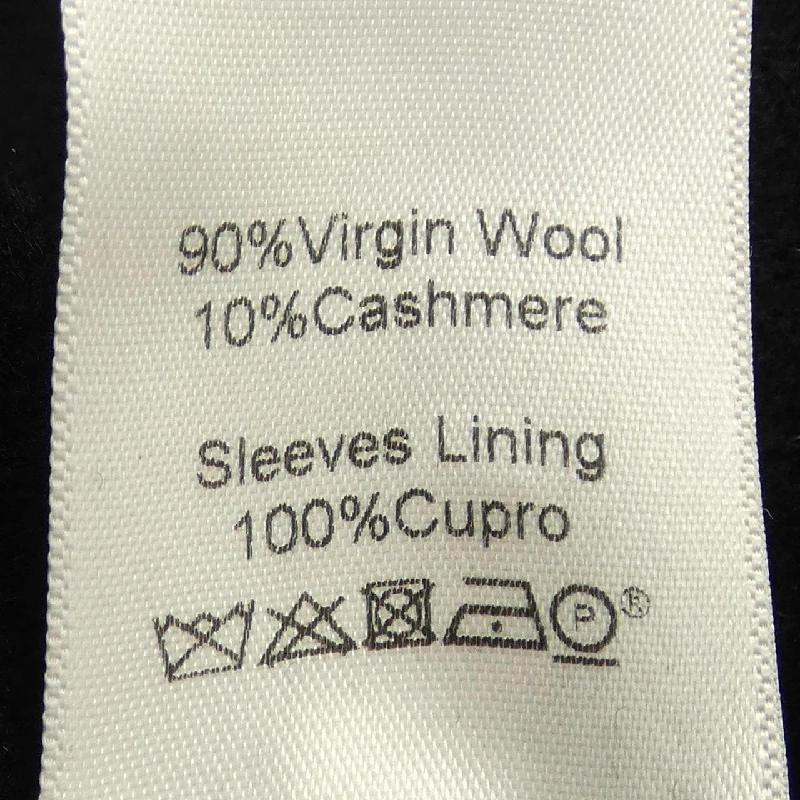 90%Virgin Wool
10%Cashmere
Sleeves Lining
100%Cupro
P ®